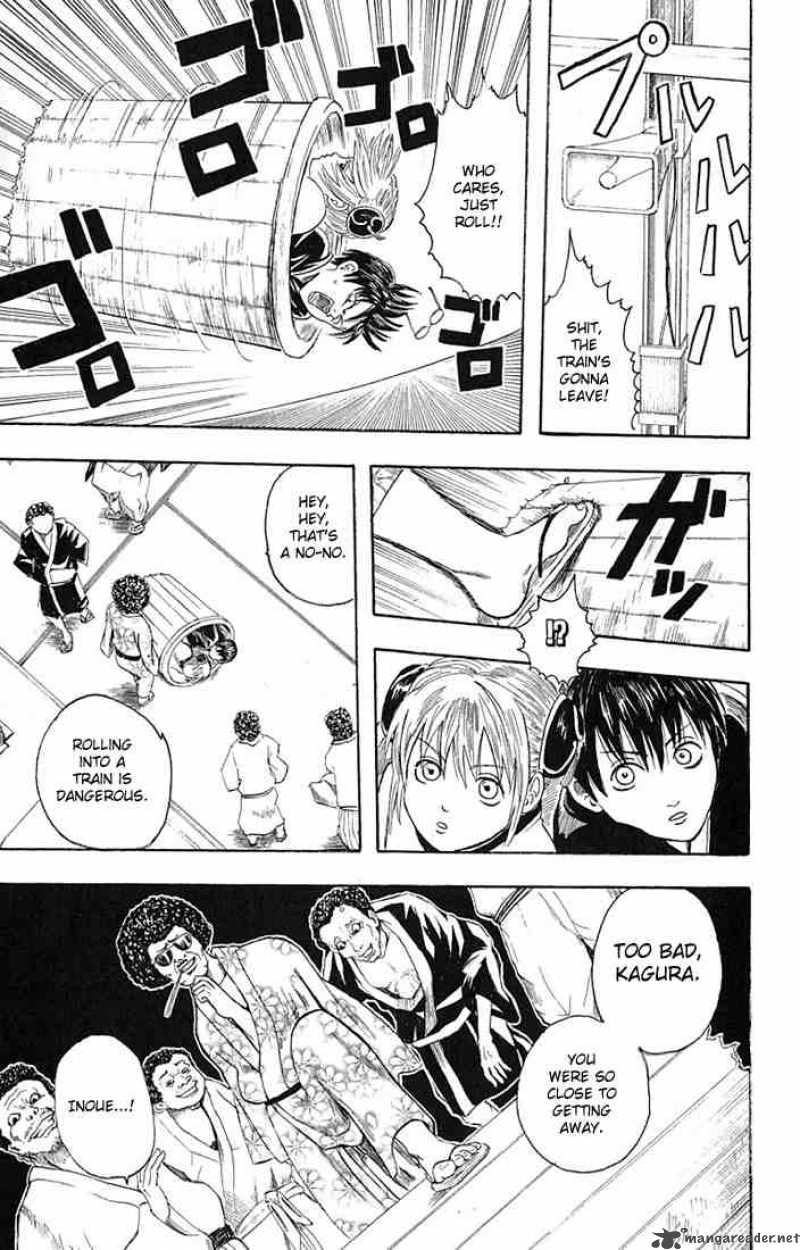 プルルルル
SHIT,
THE
TRAIN'S
GONNA
LEAVE!
WHO
CARES,
JUST
ROLL!!
ゴロ
ゴロ
ゴロ
ゴロ
ガッ
!?
HEY,
HEY,
THAT'S
A NO-NO.
ROLLING
INTO A
TRAIN IS
DANGEROUS.
TOO BAD,
KAGURA.
YOU
WERE SO
CLOSE TO
GETTING
AWAY.
INOUE...!
mangareader.net